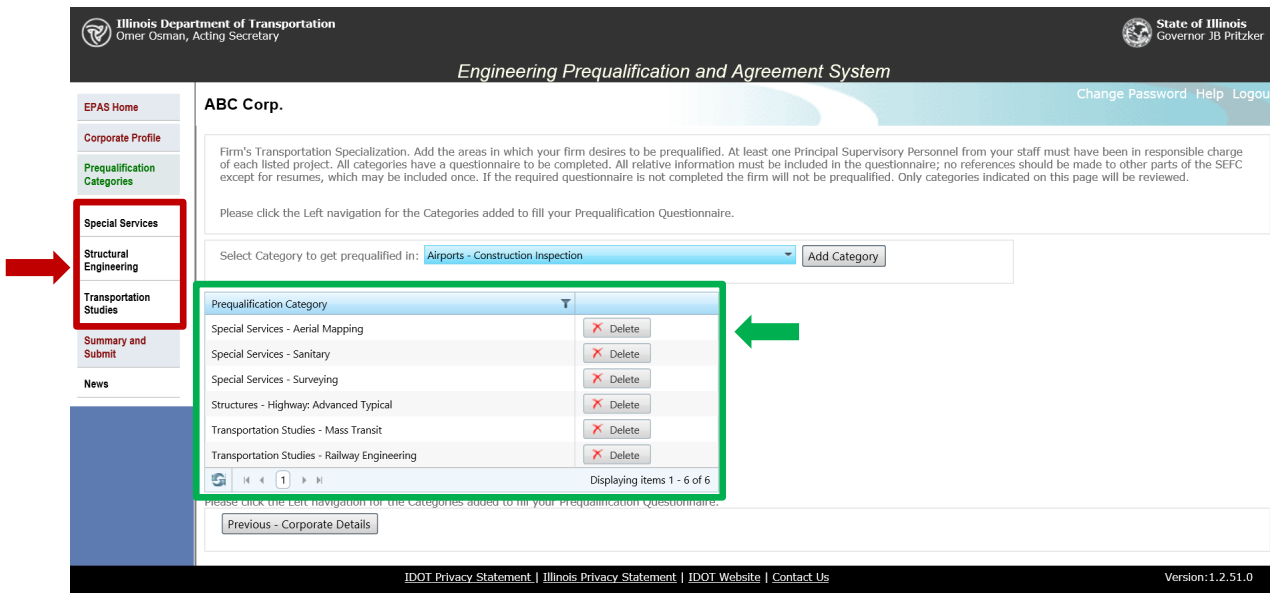 Illinois Department of Transportation
Omer Osman, Acting Secretary
State of Illinois
Governor JB Pritzker
Engineering Prequalification and Agreement System
Change Password Help Logou
EPAS Home
Corporate Profile
Prequalification
Categories
Special Services
Structural
Engineering
Transportation
Studies
Summary and
Submit
News
ABC Corp.
Firm's Transportation Specialization. Add the areas in which your firm desires to be prequalified. At least one Principal Supervisory Personnel from your staff must have been in responsible charge
of each listed project. All categories have a questionnaire to be completed. All relative information must be included in the questionnaire; no references should be made to other parts of the SEFC
except for resumes, which may be included once. If the required questionnaire is not completed the firm will not be prequalified. Only categories indicated on this page will be reviewed.
Please click the Left navigation for the Categories added to fill your Prequalification Questionnaire.
Select Category to get prequalified in: Airports - Construction Inspection Add Category
Prequalification Category
Special Services - Aerial Mapping Delete
Special Services - Sanitary Delete
Special Services - Surveying Delete
Structures - Highway: Advanced Typical Delete
Transportation Studies - Mass Transit Delete
Transportation Studies - Railway Engineering Delete
1 Displaying items 1 - 6 of 6
Please click the Left navigation for the Categories added to fill your Prequalification Questionnaire.
Previous - Corporate Details
IDOT Privacy Statement | Illinois Privacy Statement | IDOT Website | Contact Us
Version:1.2.51.0